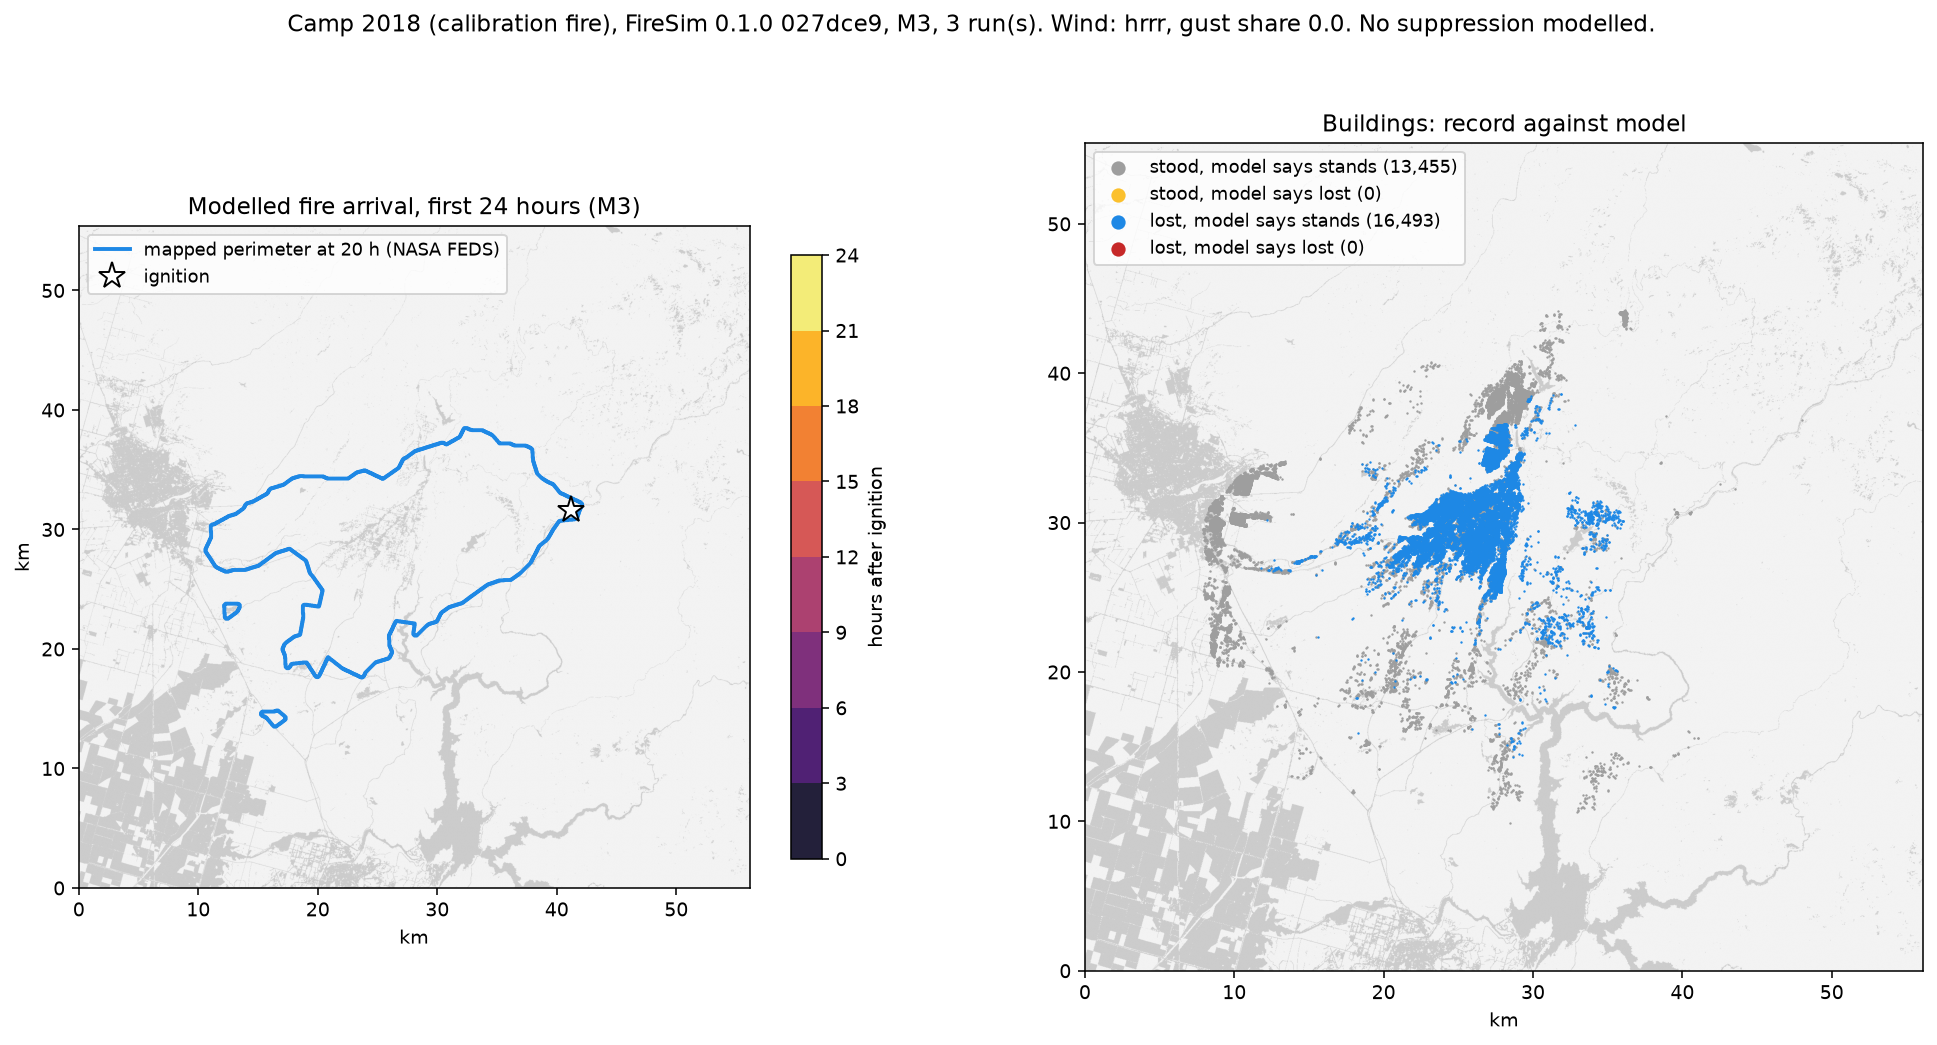 Camp 2018 (calibration fire), FireSim 0.1.0 027dce9, M3, 3 run(s). Wind: hrrr, gust share 0.0. No suppression modelled.
Modelled fire arrival, first 24 hours (M3)
mapped perimeter at 20 h (NASA FEDS)
ignition
50
40
30
20
10
0
km
0 10 20 30 40 50
km
24
21
18
15
12
9
6
3
0
hours after ignition
Buildings: record against model
stood, model says stands (13,455)
stood, model says lost (0)
lost, model says stands (16,493)
lost, model says lost (0)
50
40
30
20
10
0
km
0 10 20 30 40 50
km